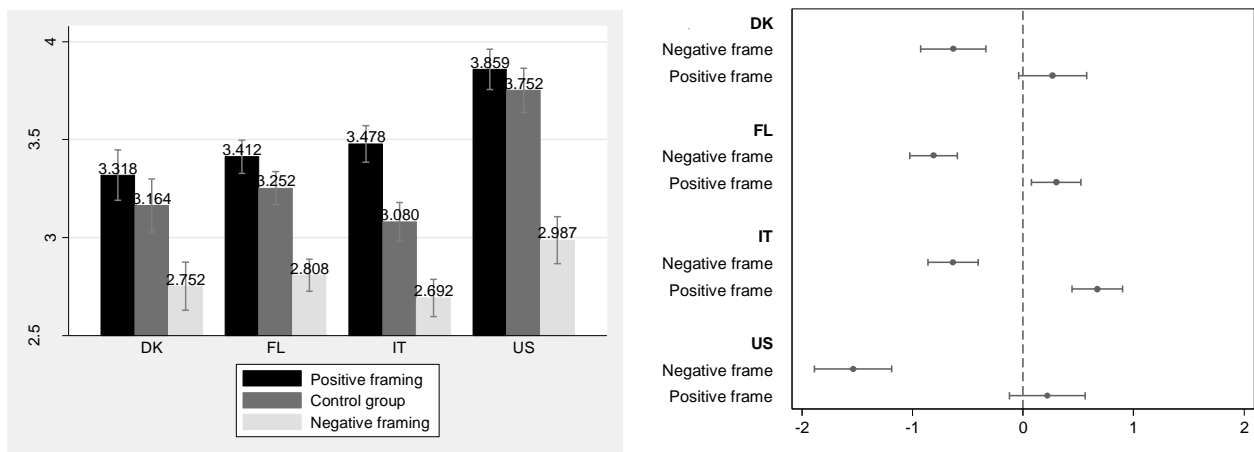 4
3.5
3
2.5
3.318
3.164
2.752
3.412
3.252
2.808
3.478
3.080
2.692
3.859
3.752
2.987
DK FL IT US
Positive framing
Control group
Negative framing
DK
Negative frame
Positive frame
FL
Negative frame
Positive frame
IT
Negative frame
Positive frame
US
Negative frame
Positive frame
-2 -1 0 1 2